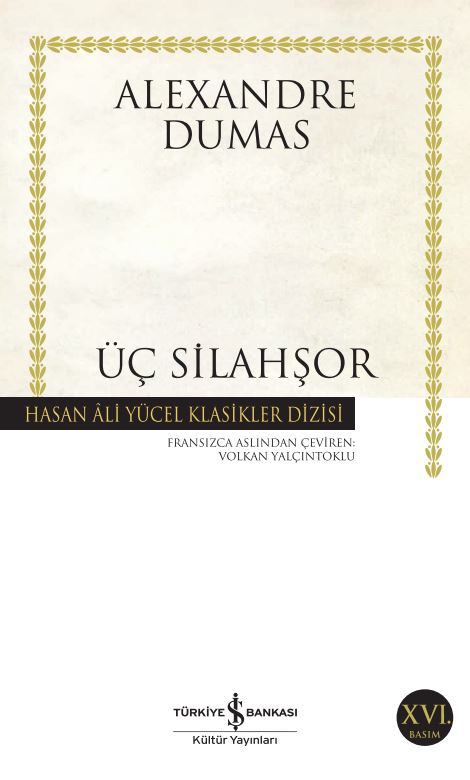 ALEXANDRE
DUMAS
ÜÇ SİLAHŞOR
HASAN ÂLİ YÜCEL KLASİKLER DİZİSİ
FRANSIZCA ASLINDAN ÇEVİREN:
VOLKAN YALÇINTOKLU
TÜRKİYE İŞ BANKASI
Kültür Yayınları
XVI.
BASIM